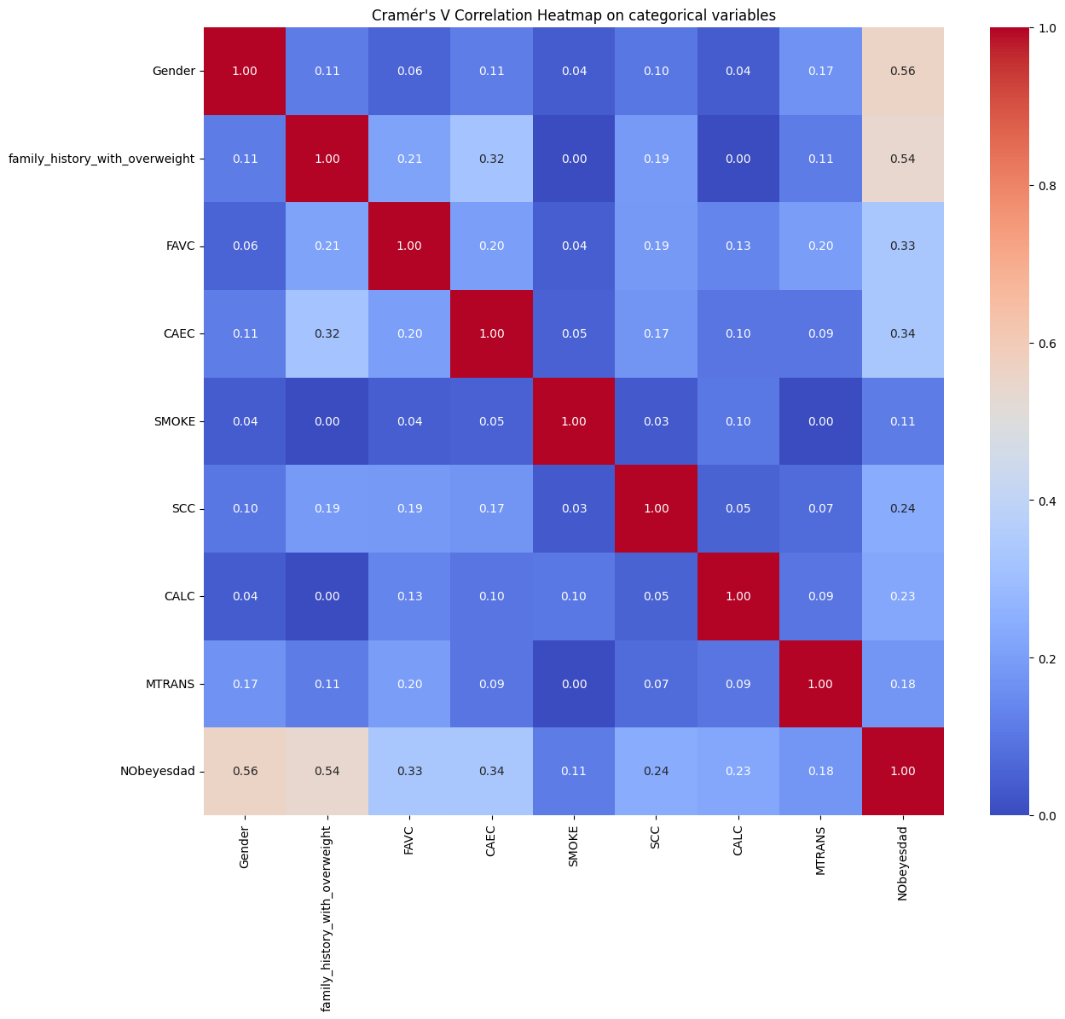 Cramér's V Correlation Heatmap on categorical variables
Gender 1.00 0.11 0.06 0.11 0.04 0.10 0.04 0.17 0.56
family_history_with_overweight 0.11 1.00 0.21 0.32 0.00 0.19 0.00 0.11 0.54
FAVC 0.06 0.21 1.00 0.20 0.04 0.19 0.13 0.20 0.33
CAEC 0.11 0.32 0.20 1.00 0.05 0.17 0.10 0.09 0.34
SMOKE 0.04 0.00 0.04 0.05 1.00 0.03 0.10 0.00 0.11
SCC 0.10 0.19 0.19 0.17 0.03 1.00 0.05 0.07 0.24
CALC 0.04 0.00 0.13 0.10 0.10 0.05 1.00 0.09 0.23
MTRANS 0.17 0.11 0.20 0.09 0.00 0.07 0.09 1.00 0.18
NObeyesdad 0.56 0.54 0.33 0.34 0.11 0.24 0.23 0.18 1.00
Gender
family_history_with_overweight
FAVC
CAEC
SMOKE
SCC
CALC
MTRANS
NObeyesdad
1.0
0.8
0.6
0.4
0.2
0.0